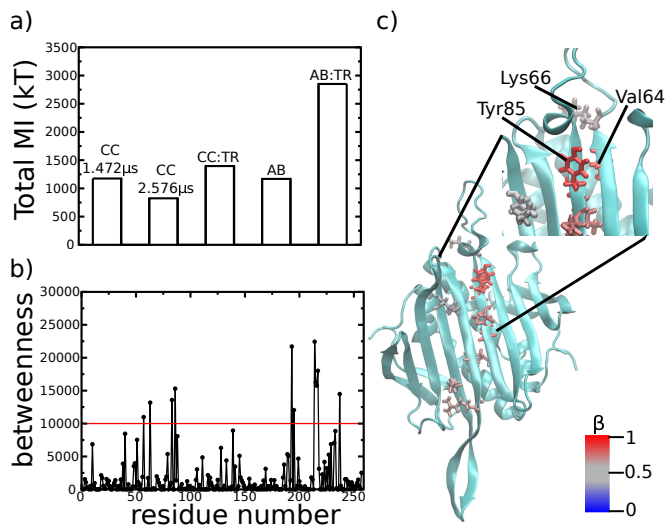 a)
Total MI (kT)
3500
3000
2500
2000
1500
1000
500
0
CC
1.472μs
CC
2.576μs
CC:TR
AB
AB:TR
b)
betweenness
30000
25000
20000
15000
10000
5000
0
0
50
100
150
200
250
residue number
c)
Lys66
Val64
Tyr85
β
1
0.5
0